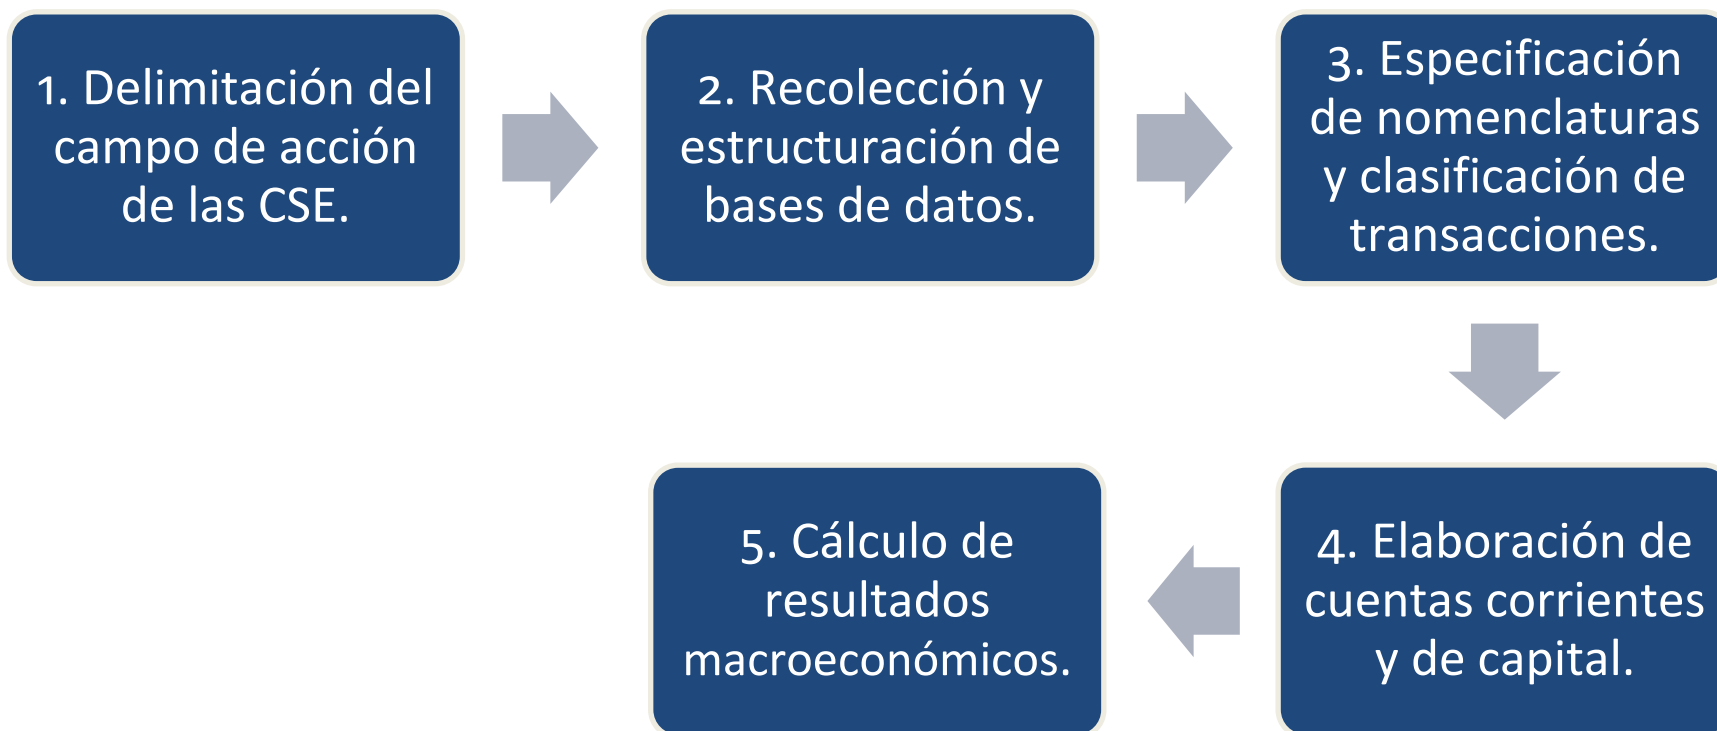 1. Delimitación del
campo de acción
de las CSE.
2. Recolección y
estructuración de
bases de datos.
3. Especificación
de nomenclaturas
y clasificación de
transacciones.
4. Elaboración de
cuentas corrientes
y de capital.
5. Cálculo de
resultados
macroeconómicos.